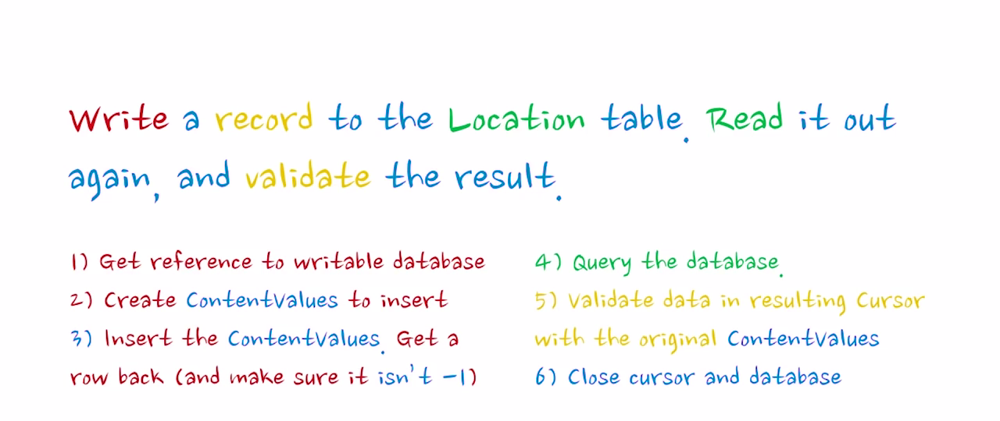 Write a record to the Location table. Read it out
again, and validate the result.
1) Get reference to writable database
2) Create ContentValues to insert
3) Insert the ContentValues. Get a
row back (and make sure it isn't -1)
4) Query the database.
5) Validate data in resulting Cursor
with the original ContentValues
6) Close cursor and database